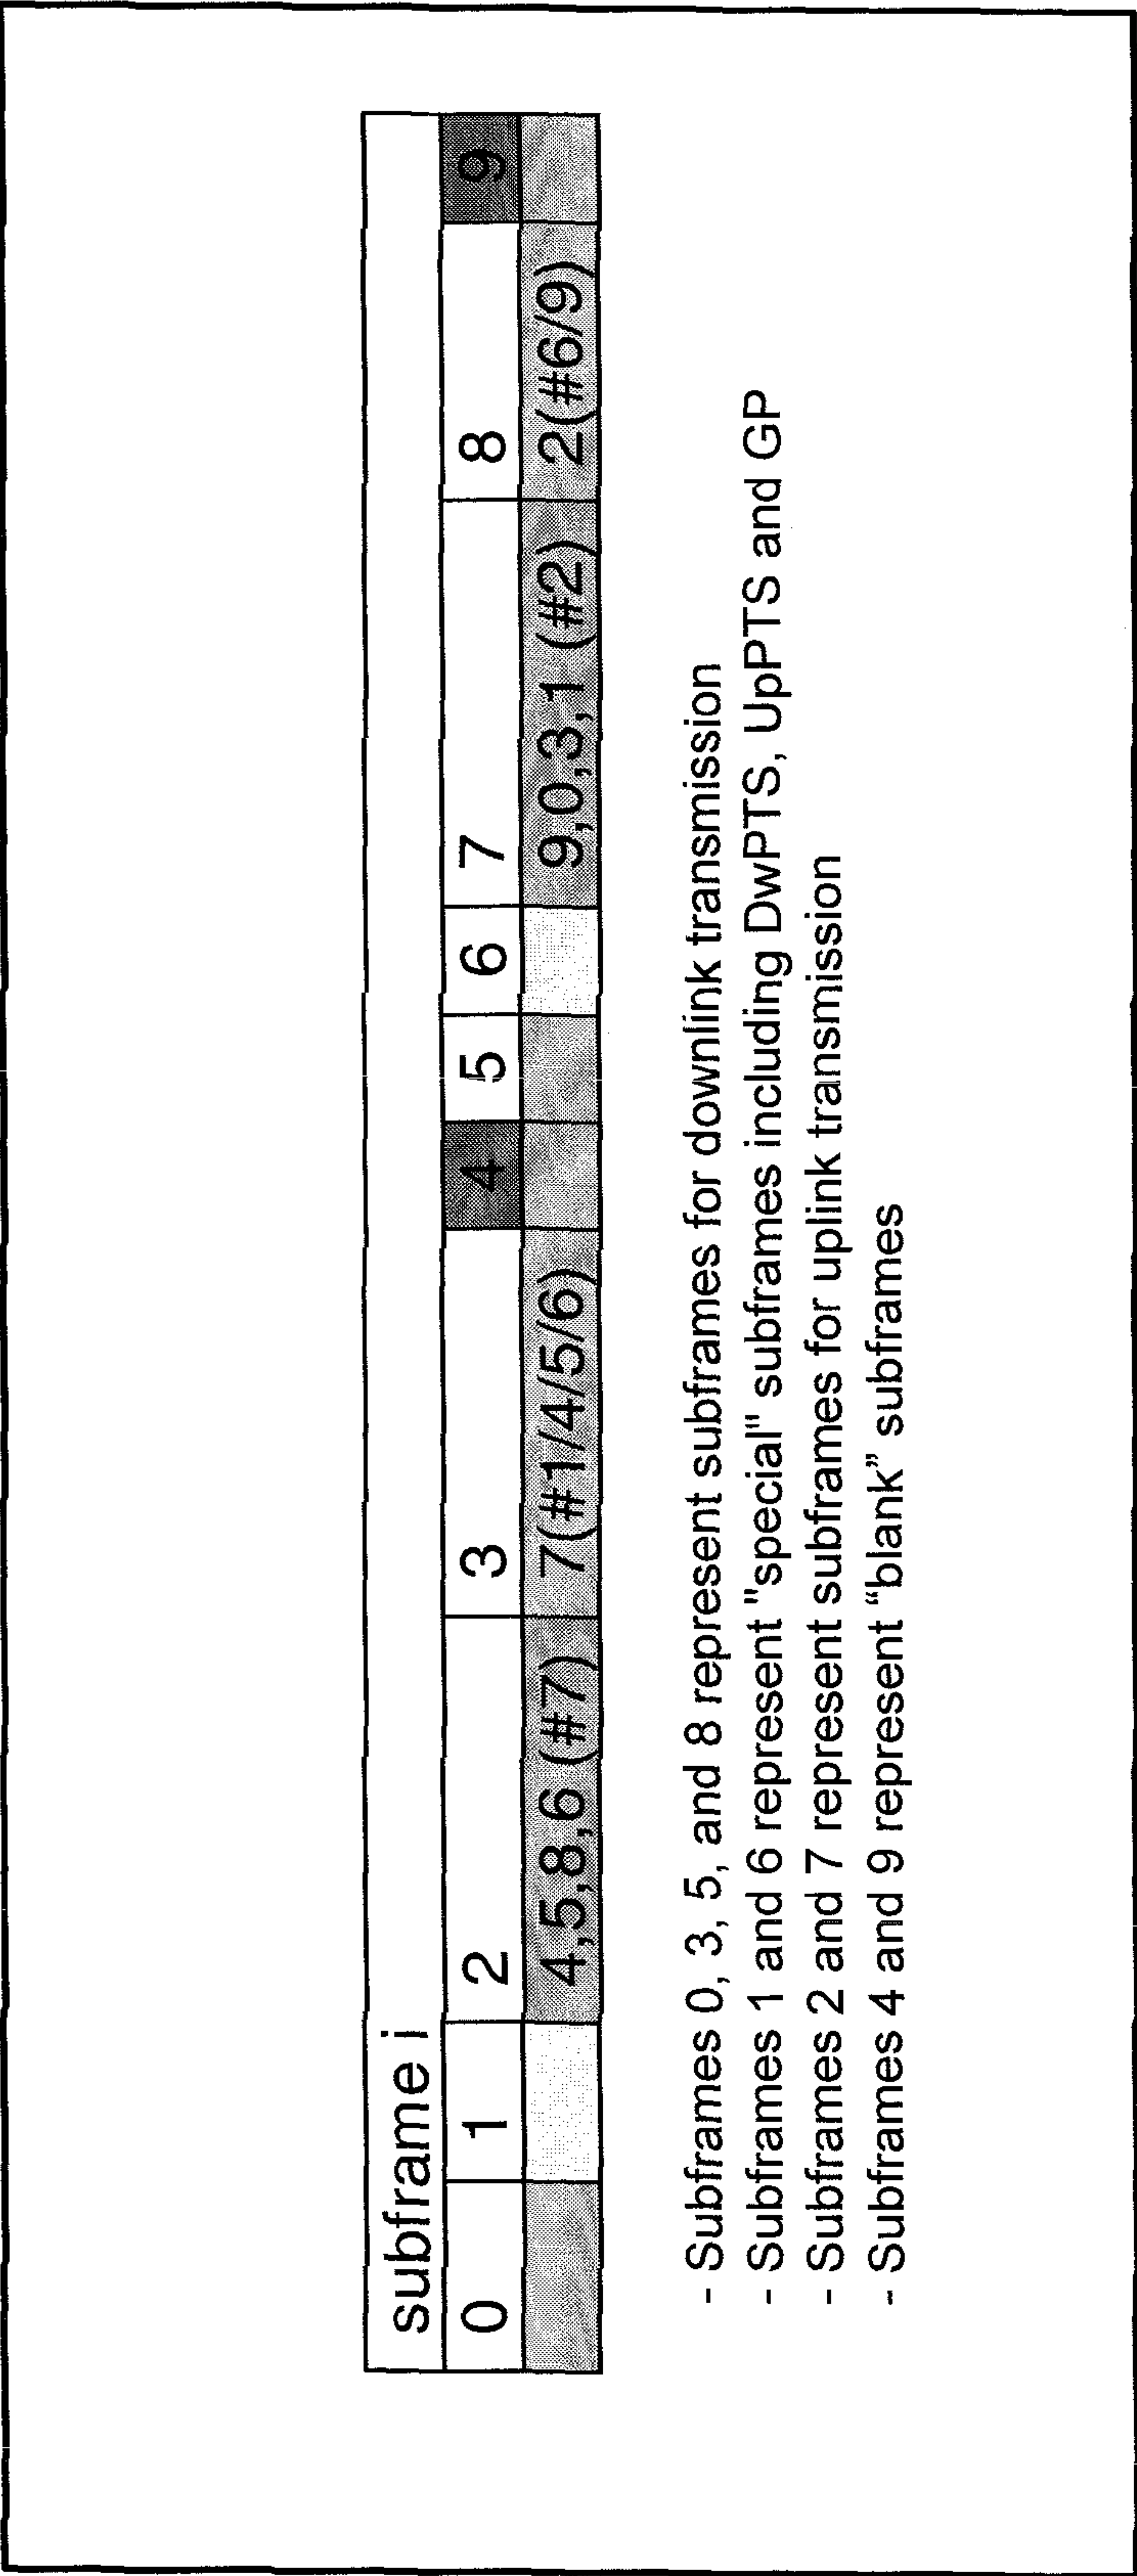 subframe i
0 1 2 3 4 5 6 7 8 9
4,5,8,6 (#7) 7(#1/4/5/6) 9,0,3,1 (#2) 2(#6/9)
- Subframes 0, 3, 5, and 8 represent subframes for downlink transmission
- Subframes 1 and 6 represent "special" subframes including DwPTS, UpPTS and GP
- Subframes 2 and 7 represent subframes for uplink transmission
- Subframes 4 and 9 represent “blank” subframes